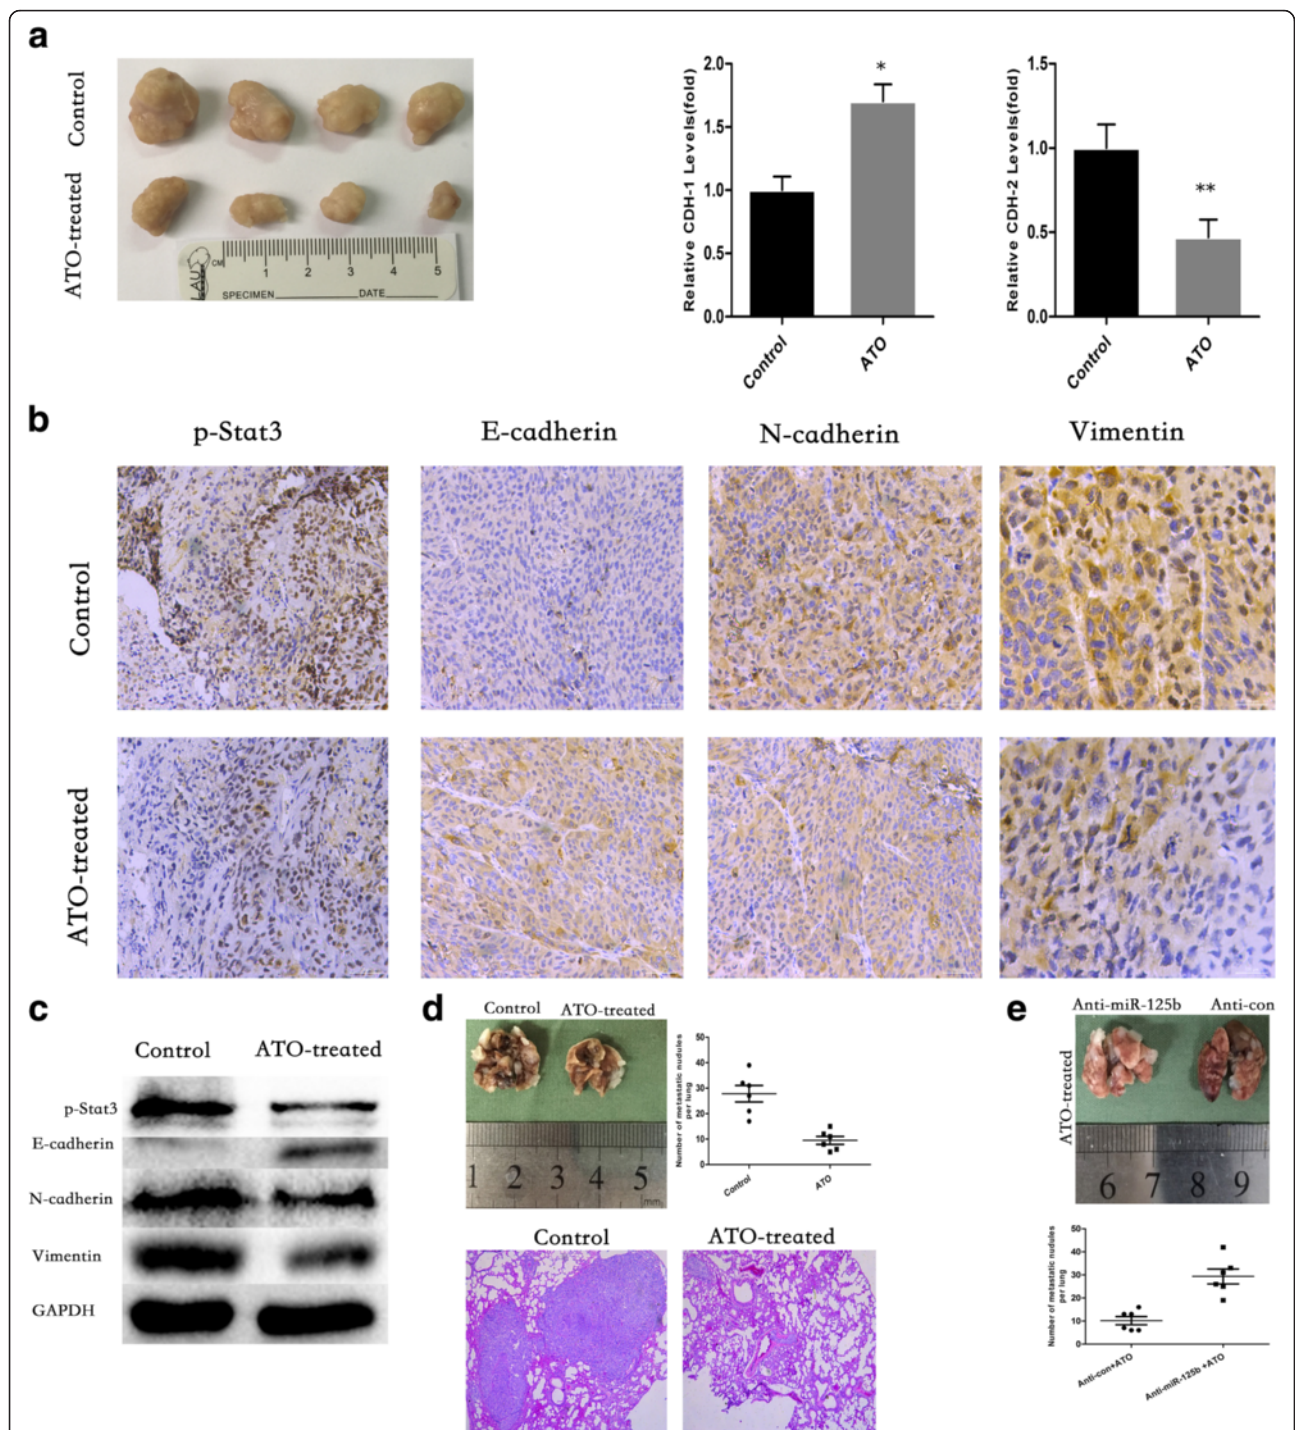 a
Control
ATO-treated
CM
1 2 3 4 5
LAU
SPECIMEN DATE
Relative CDH-1 Levels(fold)
2.0
1.5
1.0
0.5
0.0
*
Control ATO
Relative CDH-2 Levels(fold)
1.5
1.0
0.5
0.0
**
Control ATO
b
p-Stat3 E-cadherin N-cadherin Vimentin
Control
ATO-treated
c
Control ATO-treated
p-Stat3
E-cadherin
N-cadherin
Vimentin
GAPDH
d
Control ATO-treated
1 2 3 4 5
mm
Number of metastatic nudules
per lung
50
40
30
20
10
0
Control ATO
Control ATO-treated
e
Anti-miR-125b Anti-con
ATO-treated
6 7 8 9
Number of metastatic nudules
per lung
50
40
30
20
10
0
Anti-con+ATO Anti-miR-125b +ATO